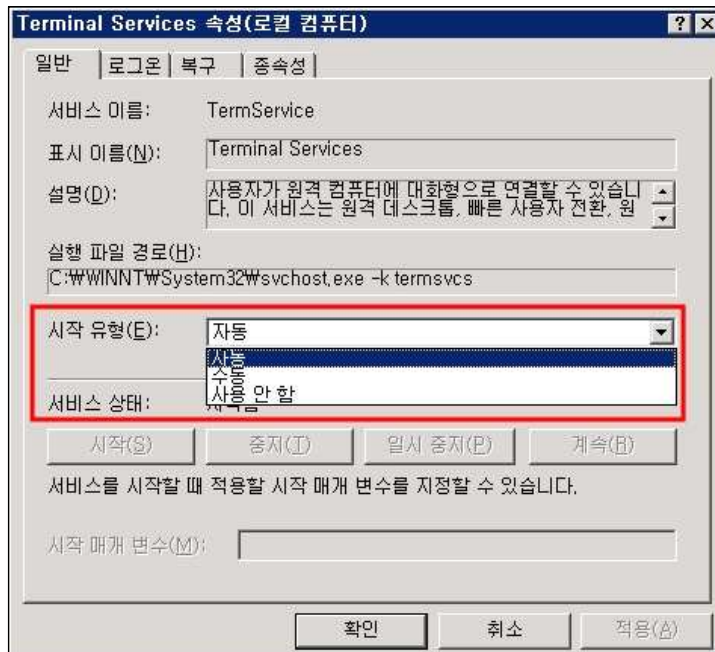 Terminal Services 속성(로컬 컴퓨터)
일반 로그온 복구 종속성
서비스 이름: TermService
표시 이름(N): Terminal Services
설명(D): 사용자가 원격 컴퓨터에 대화형으로 연결할 수 있습니
다. 이 서비스는 원격 데스크톱, 빠른 사용자 전환, 원
실행 파일 경로(H):
C:₩WINNT₩System32₩svchost.exe -k termsvcs
시작 유형(E): 자동
자동
수동
사용 안 함
서비스 상태:
시작(S) 중지(T) 일시 중지(P) 계속(R)
서비스를 시작할 때 적용할 시작 매개 변수를 지정할 수 있습니다.
시작 매개 변수(M):
확인 취소 적용(A)